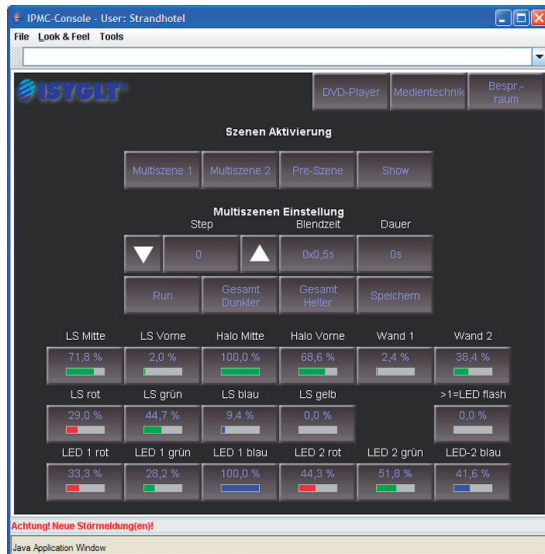 IPMC-Console - User: Strandhotel
File Look & Feel Tools
ISYGLT
DVD-Player Medientechnik Bespr.-
raum
Szenen Aktivierung
Multiszene 1 Multiszene 2 Pre-Szene Show
Multiszenen Einstellung
Step Blendzeit Dauer
0 0x0,5s 0s
Run Gesamt Dunkler Gesamt Heller Speichern
LS Mitte LS Vorne Halo Mitte Halo Vorne Wand 1 Wand 2
71,8 % 2,0 % 100,0 % 68,6 % 2,4 % 38,4 %
LS rot LS grün LS blau LS gelb >1=LED flash
29,0 % 44,7 % 9,4 % 0,0 % 0,0 %
LED 1 rot LED 1 grün LED 1 blau LED 2 rot LED 2 grün LED-2 blau
33,3 % 28,2 % 100,0 % 44,3 % 51,8 % 41,6 %
Achtung! Neue Störmeldung(en)!
Java Application Window